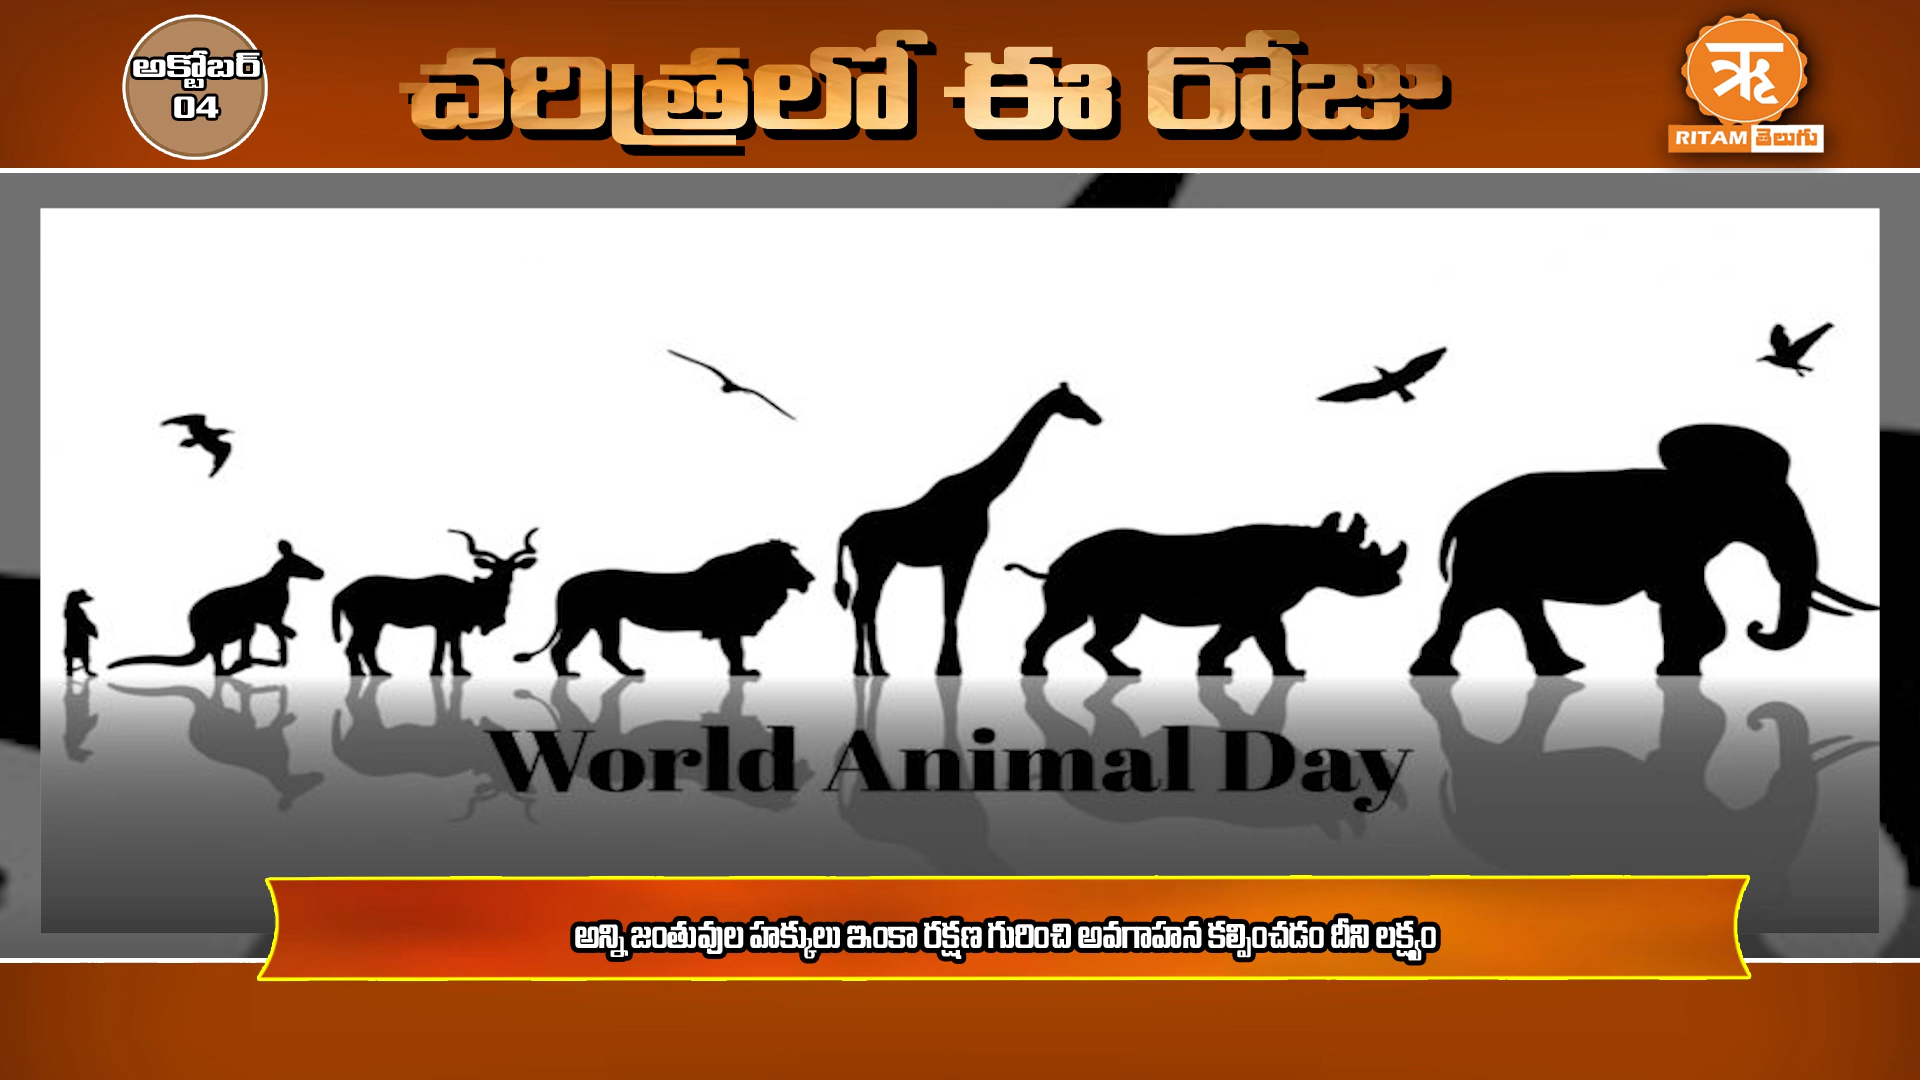 అక్టోబర్
04
చరిత్రలో ఈ రోజు
ఋ
RITAM తెలుగు
World Animal Day
అన్ని జంతువుల హక్కులు ఇంకా రక్షణ గురించి అవగాహన కల్పించడం దీని లక్ష్యం